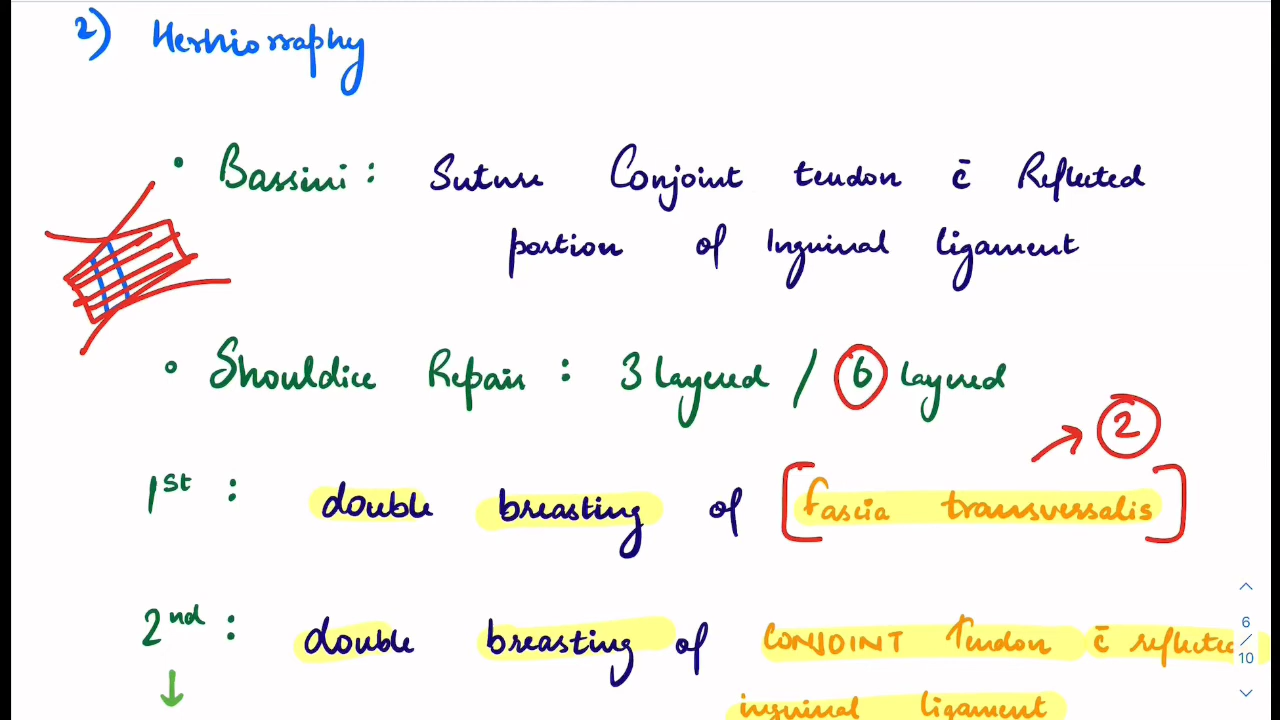 2) Herniorraphy
• Bassini : Suture Conjoint tendon c̄ Reflected
portion of Inguinal ligament
• Shouldice Repair : 3 layered / 6 layered
2
1st : double breasting of [fascia transversalis]
2nd : double breasting of CONJOINT Tendon c̄ reflected
inguinal ligament
6
/
10